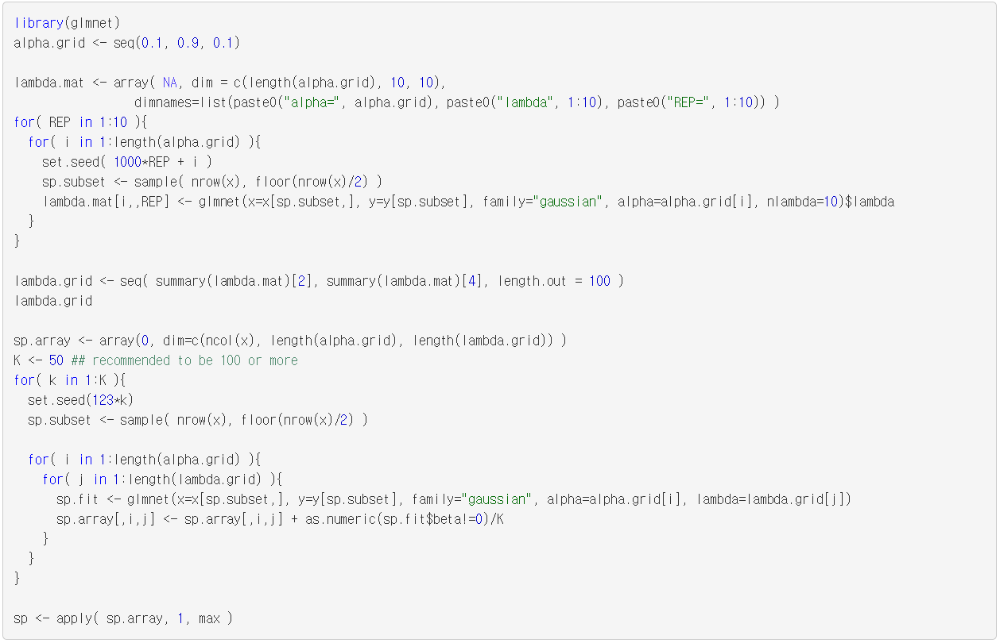 library(glmnet)
alpha.grid <- seq(0.1, 0.9, 0.1)

lambda.mat <- array( NA, dim = c(length(alpha.grid), 10, 10),
                 dimnames=list(paste0("alpha=", alpha.grid), paste0("lambda", 1:10), paste0("REP=", 1:10)) )
for( REP in 1:10 ){
  for( i in 1:length(alpha.grid) ){
    set.seed( 1000*REP + i )
    sp.subset <- sample( nrow(x), floor(nrow(x)/2) )
    lambda.mat[i,,REP] <- glmnet(x=x[sp.subset,], y=y[sp.subset], family="gaussian", alpha=alpha.grid[i], nlambda=10)$lambda
  }
}

lambda.grid <- seq( summary(lambda.mat)[2], summary(lambda.mat)[4], length.out = 100 )
lambda.grid

sp.array <- array(0, dim=c(ncol(x), length(alpha.grid), length(lambda.grid)) )
K <- 50 ## recommended to be 100 or more
for( k in 1:K ){
  set.seed(123*k)
  sp.subset <- sample( nrow(x), floor(nrow(x)/2) )

  for( i in 1:length(alpha.grid) ){
    for( j in 1:length(lambda.grid) ){
      sp.fit <- glmnet(x=x[sp.subset,], y=y[sp.subset], family="gaussian", alpha=alpha.grid[i], lambda=lambda.grid[j])
      sp.array[,i,j] <- sp.array[,i,j] + as.numeric(sp.fit$beta!=0)/K
    }
  }
}

sp <- apply( sp.array, 1, max )